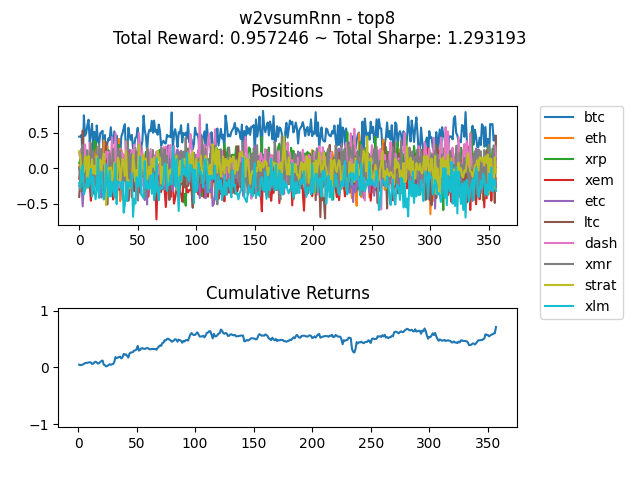 w2vsumRnn - top8
Total Reward: 0.957246 ~ Total Sharpe: 1.293193
Positions
0.5
0.0
−0.5
0 50 100 150 200 250 300 350
btc
eth
xrp
xem
etc
ltc
dash
xmr
strat
xlm
Cumulative Returns
1
0
−1
0 50 100 150 200 250 300 350